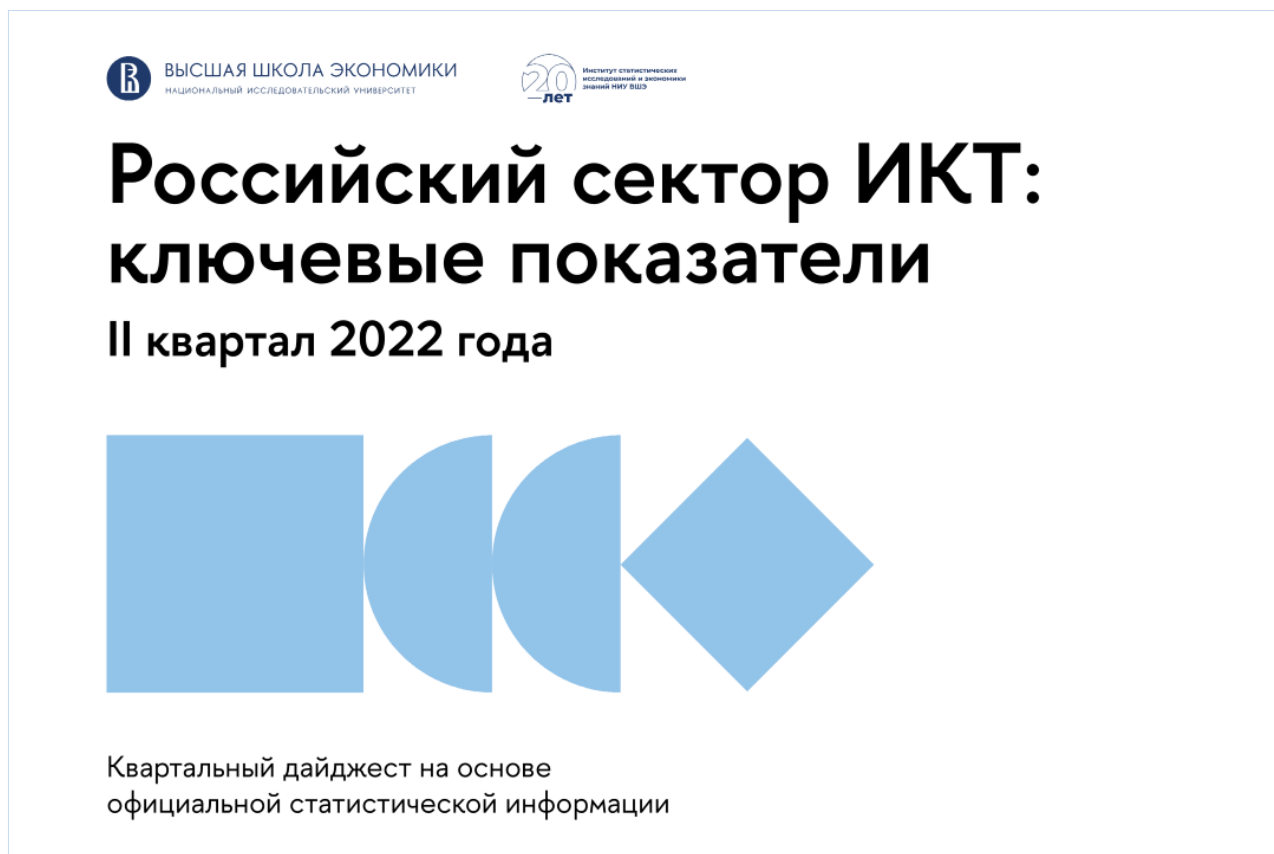 ВЫСШАЯ ШКОЛА ЭКОНОМИКИ
НАЦИОНАЛЬНЫЙ ИССЛЕДОВАТЕЛЬСКИЙ УНИВЕРСИТЕТ
20
лет
Институт статистических
исследований и экономики
знаний НИУ ВШЭ
Российский сектор ИКТ:
ключевые показатели
II квартал 2022 года
Квартальный дайджест на основе
официальной статистической информации